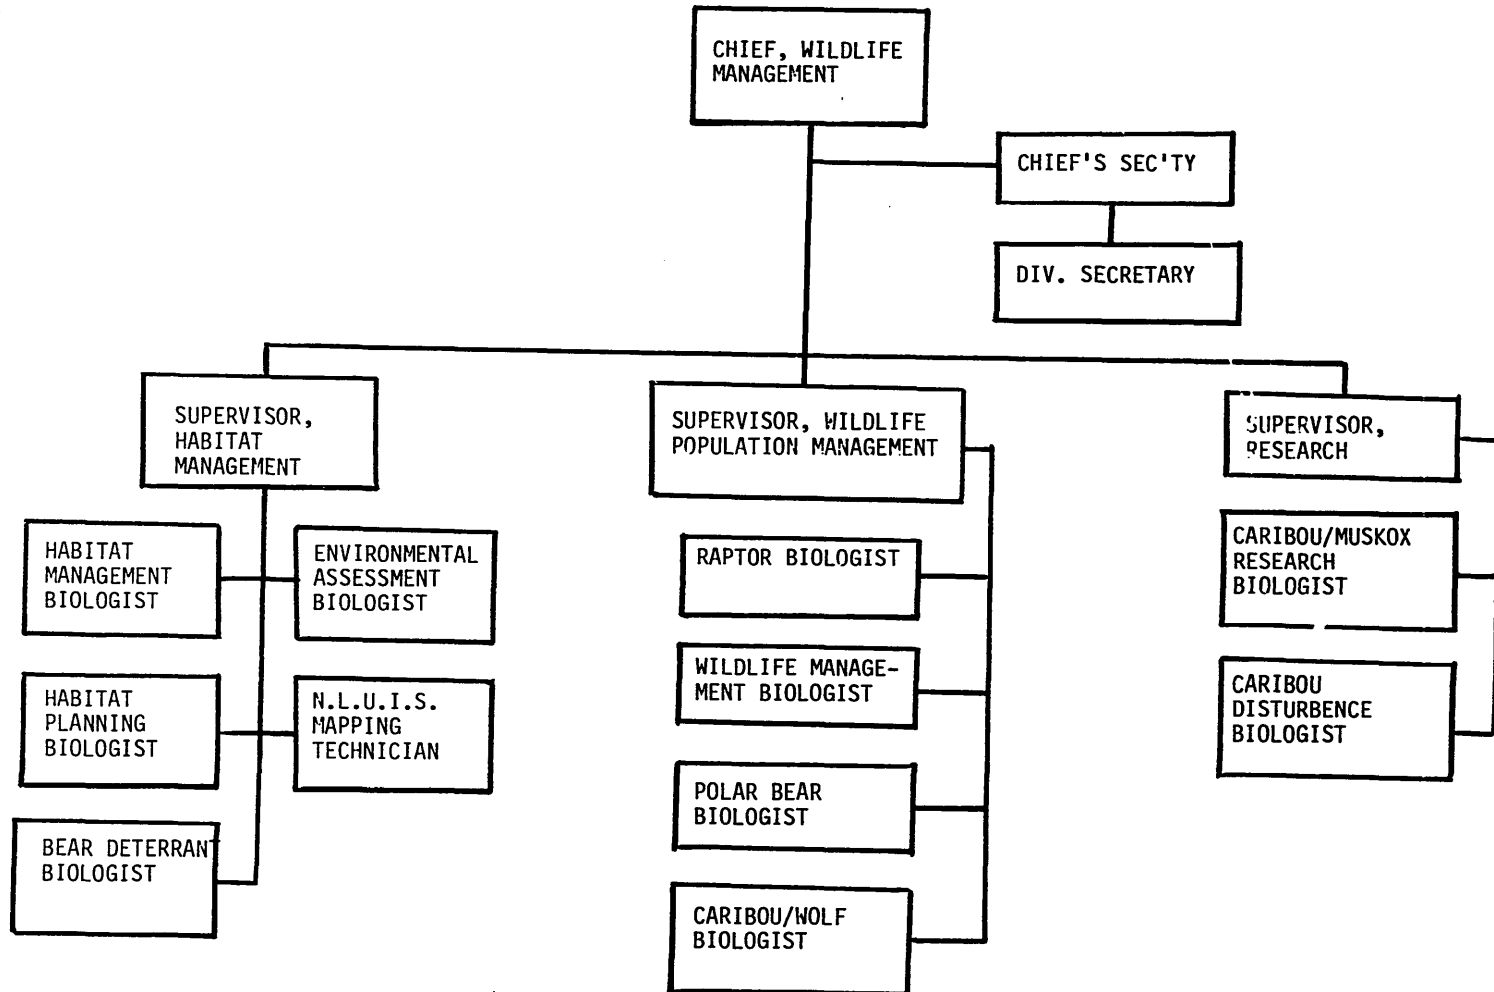 CHIEF, WILDLIFE
MANAGEMENT
CHIEF'S SEC'TY
DIV. SECRETARY
SUPERVISOR,
HABITAT
MANAGEMENT
SUPERVISOR, WILDLIFE
POPULATION MANAGEMENT
SUPERVISOR,
RESEARCH
HABITAT
MANAGEMENT
BIOLOGIST
ENVIRONMENTAL
ASSESSMENT
BIOLOGIST
HABITAT
PLANNING
BIOLOGIST
N.L.U.I.S.
MAPPING
TECHNICIAN
BEAR DETERRANT
BIOLOGIST
RAPTOR BIOLOGIST
WILDLIFE MANAGE-
MENT BIOLOGIST
POLAR BEAR
BIOLOGIST
CARIBOU/WOLF
BIOLOGIST
CARIBOU/MUSKOX
RESEARCH
BIOLOGIST
CARIBOU
DISTURBENCE
BIOLOGIST